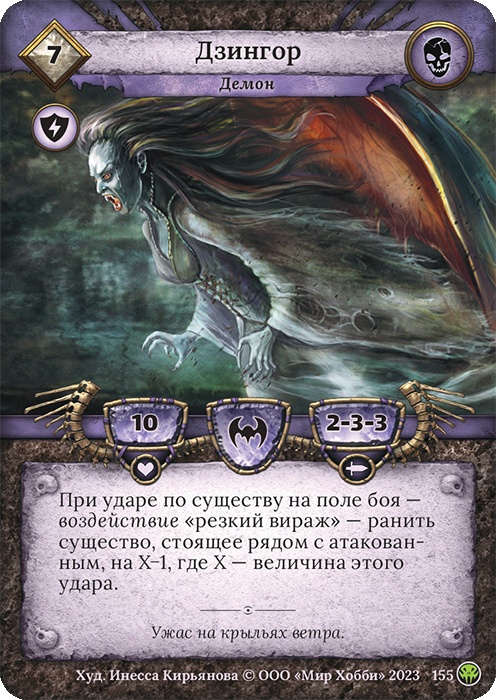 7
Дзингор
Демон
10
2-3-3
При ударе по существу на поле боя —
воздействие «резкий вираж» — ранить
существо, стоящее рядом с атакован-
ным, на X–1, где X — величина этого
удара.
Ужас на крыльях ветра.
Худ. Инесса Кирьянова © ООО «Мир Хобби» 2023 155